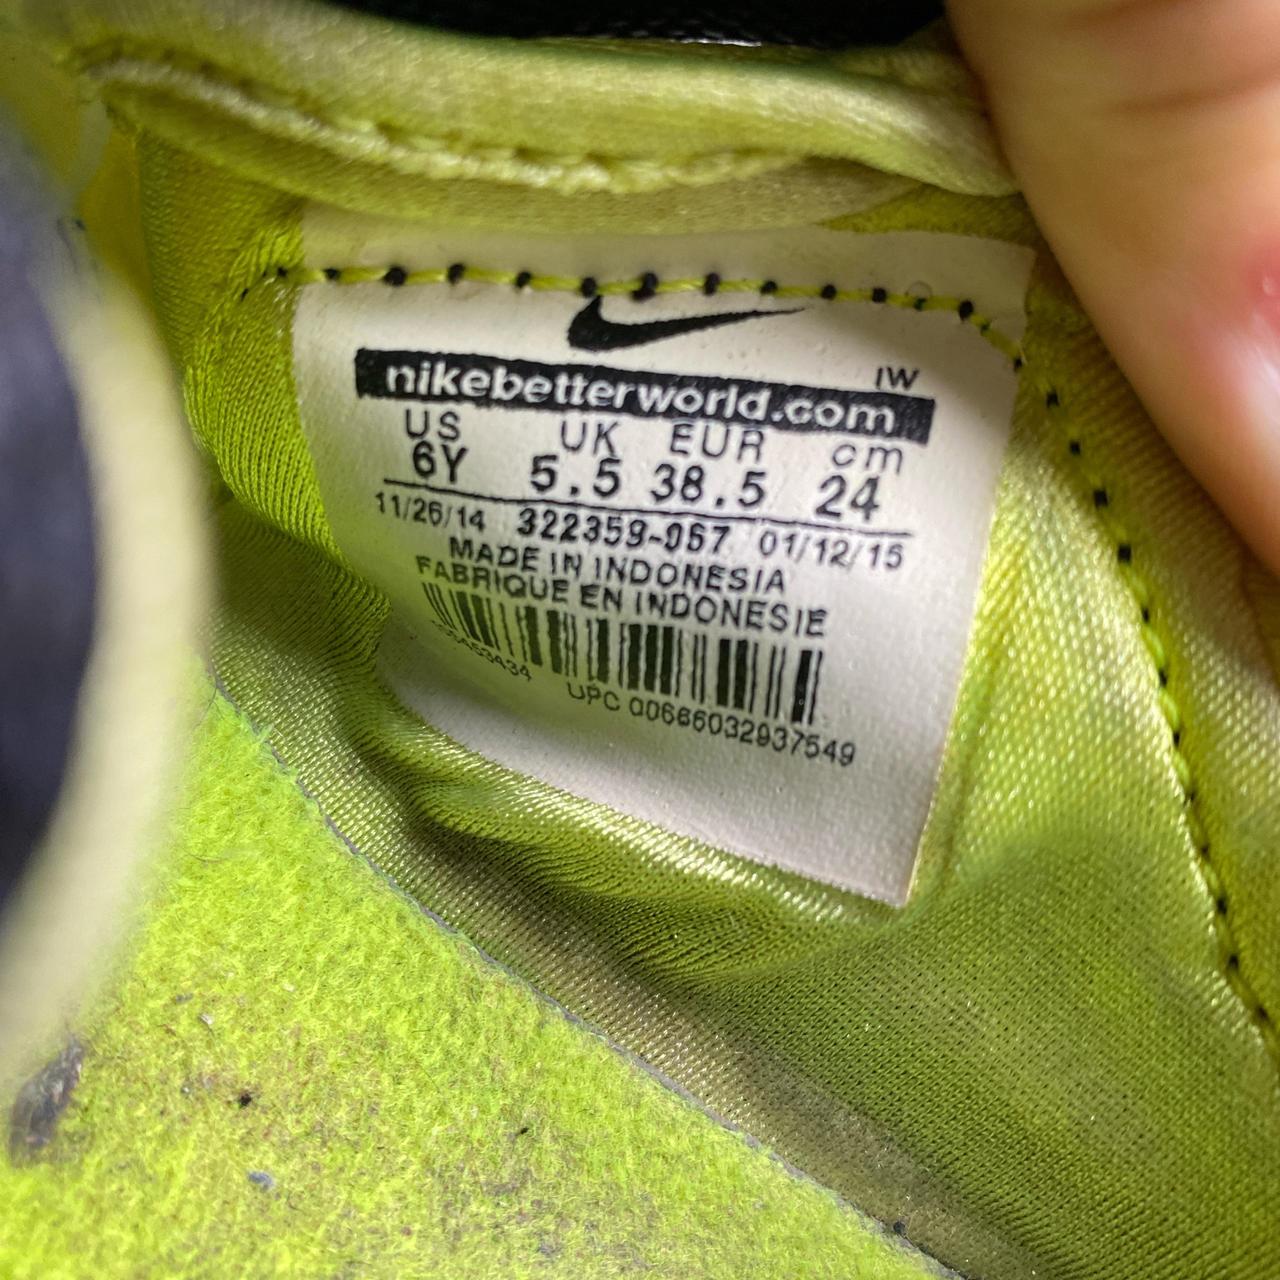 IW
nikebetterworld.com
US UK EUR cm
6Y 5.5 38.5 24
11/26/14 322359-067 01/12/15
MADE IN INDONESIA
FABRIQUE EN INDONESIE
UPC 00666032937549